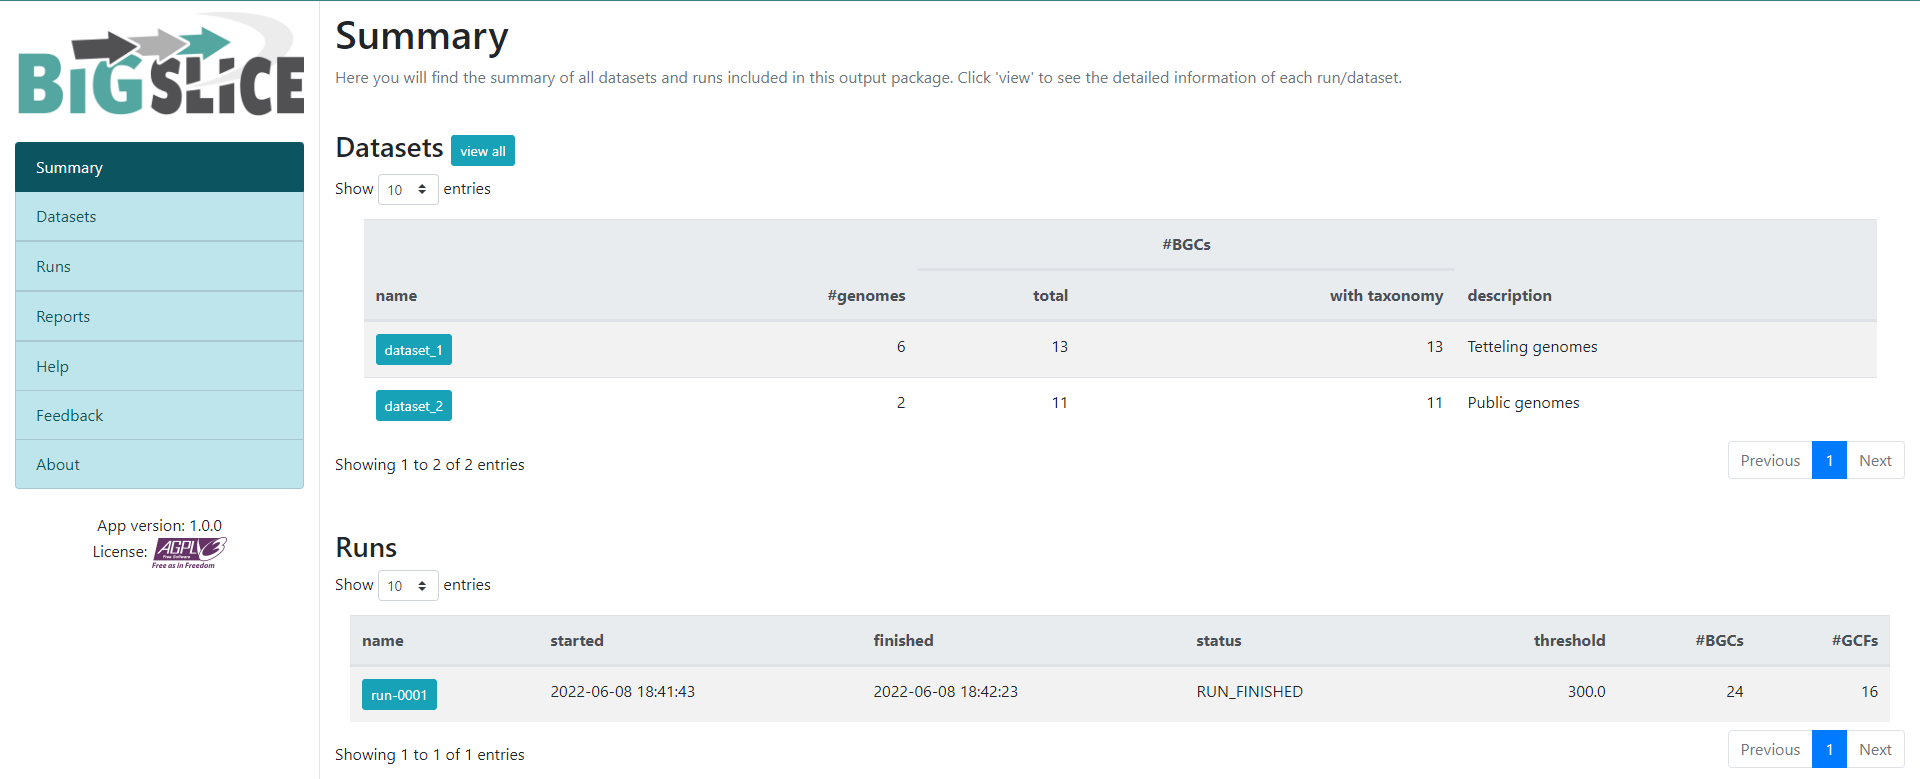 BiGSLiCE
Summary
Datasets
Runs
Reports
Help
Feedback
About
App version: 1.0.0
License: AGPLV3
Free Software
Free as in Freedom
Summary
Here you will find the summary of all datasets and runs included in this output package. Click 'view' to see the detailed information of each run/dataset.
Datasets view all
Show 10 entries
#BGCs
name #genomes total with taxonomy description
dataset_1 6 13 13 Tetteling genomes
dataset_2 2 11 11 Public genomes
Showing 1 to 2 of 2 entries
Previous 1 Next
Runs
Show 10 entries
name started finished status threshold #BGCs #GCFs
run-0001 2022-06-08 18:41:43 2022-06-08 18:42:23 RUN_FINISHED 300.0 24 16
Showing 1 to 1 of 1 entries
Previous 1 Next